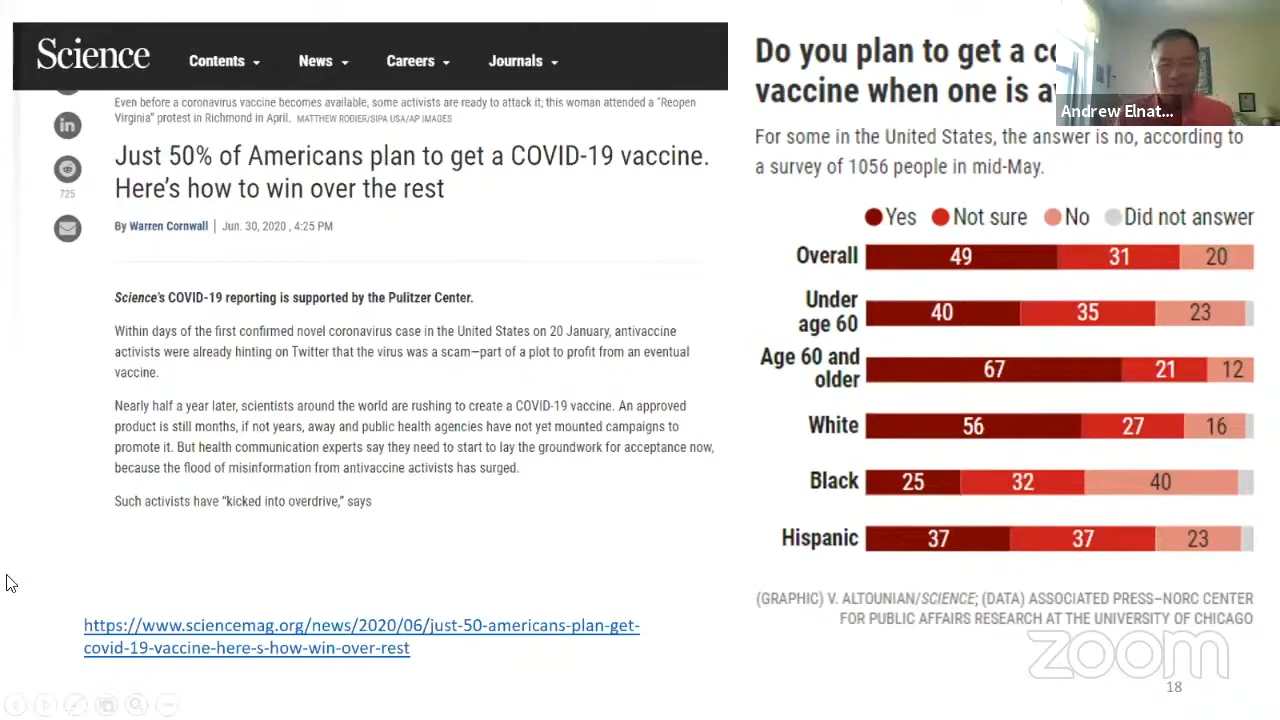 Science
Contents News Careers Journals
Even before a coronavirus vaccine becomes available, some activists are ready to attack it; this woman attended a "Reopen
Virginia" protest in Richmond in April. MATTHEW RODIER/SIPA USA/AP IMAGES
Just 50% of Americans plan to get a COVID-19 vaccine.
Here's how to win over the rest
725
By Warren Cornwall | Jun. 30, 2020 , 4:25 PM
Science's COVID-19 reporting is supported by the Pulitzer Center.
Within days of the first confirmed novel coronavirus case in the United States on 20 January, antivaccine
activists were already hinting on Twitter that the virus was a scam—part of a plot to profit from an eventual
vaccine.
Nearly half a year later, scientists around the world are rushing to create a COVID-19 vaccine. An approved
product is still months, if not years, away and public health agencies have not yet mounted campaigns to
promote it. But health communication experts say they need to start to lay the groundwork for acceptance now,
because the flood of misinformation from antivaccine activists has surged.
Such activists have "kicked into overdrive," says
https://www.sciencemag.org/news/2020/06/just-50-americans-plan-get-
covid-19-vaccine-here-s-how-win-over-rest
Do you plan to get a
vaccine when one is
Andrew Elnat...
For some in the United States, the answer is no, according to
a survey of 1056 people in mid-May.
Yes Not sure No Did not answer
Overall 49 31 20
Under
age 60 40 35 23
Age 60 and
older 67 21 12
White 56 27 16
Black 25 32 40
Hispanic 37 37 23
(GRAPHIC) V. ALTOUNIAN/SCIENCE; (DATA) ASSOCIATED PRESS–NORC CENTER
FOR PUBLIC AFFAIRS RESEARCH AT THE UNIVERSITY OF CHICAGO
zoom
18